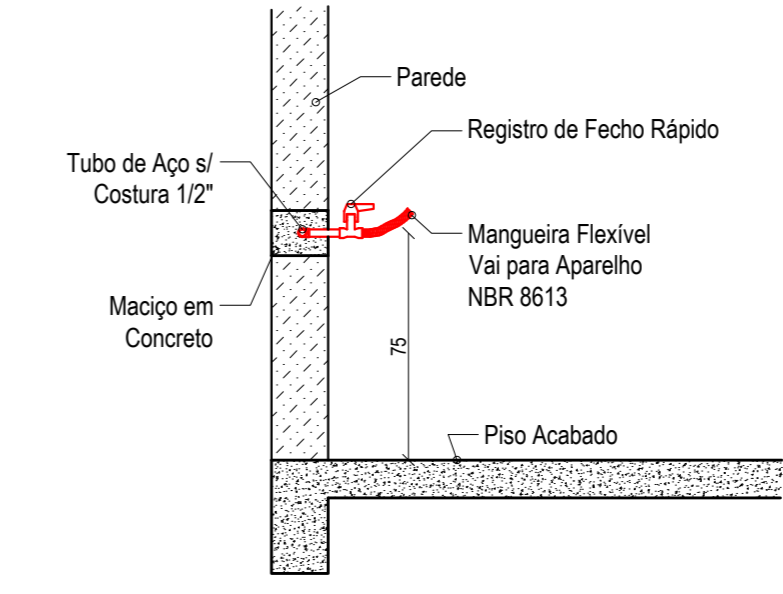 Parede
Registro de Fecho Rápido
Tubo de Aço s/
Costura 1/2"
Mangueira Flexível
Vai para Aparelho
NBR 8613
Maciço em
Concreto
75
Piso Acabado